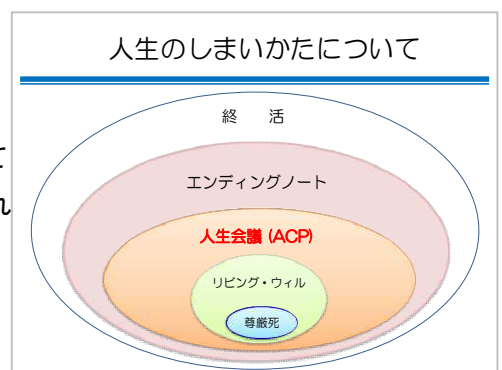 人生のしまいかたについて
終 活
て
エンディングノート
れ
人生会議 (ACP)
リビング・ウィル
尊厳死